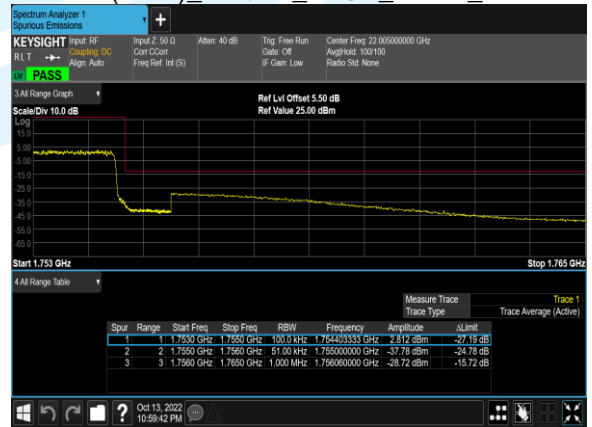 Spectrum Analyzer 1
Spurious Emissions
+
KEYSIGHT Input: RF Input Z: 50 Ω Atten: 40 dB Trig: Free Run Center Freq: 22.005000000 GHz
RLT Coupling: DC Corr CCorr Gate: Off Avg|Hold: 100/100
Align: Auto Freq Ref: Int (S) IF Gain: Low Radio Std: None
PASS
3 All Range Graph
Ref Lvl Offset 5.50 dB
Scale/Div 10.0 dB Ref Value 25.00 dBm
Log
15.0
5.00
-5.00
-15.0
-25.0
-35.0
-45.0
-55.0
-65.0
Start 1.753 GHz Stop 1.765 GHz
4 All Range Table
Measure Trace Trace 1
Trace Type Trace Average (Active)
Spur Range Start Freq Stop Freq RBW Frequency Amplitude ΔLimit
1 1 1.7530 GHz 1.7550 GHz 100.0 kHz 1.754403333 GHz 2.812 dBm -27.19 dB
2 2 1.7550 GHz 1.7560 GHz 51.00 kHz 1.755000000 GHz -37.78 dBm -24.78 dB
3 3 1.7560 GHz 1.7650 GHz 1.000 MHz 1.756060000 GHz -28.72 dBm -15.72 dB
? Oct 13, 2022
10:59:42 PM